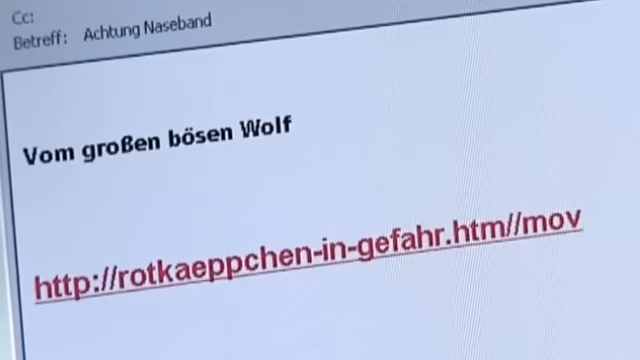 Cc:
Betreff: Achtung Naseband
Vom großen bösen Wolf
http://rotkaeppchen-in-gefahr.htm//mov